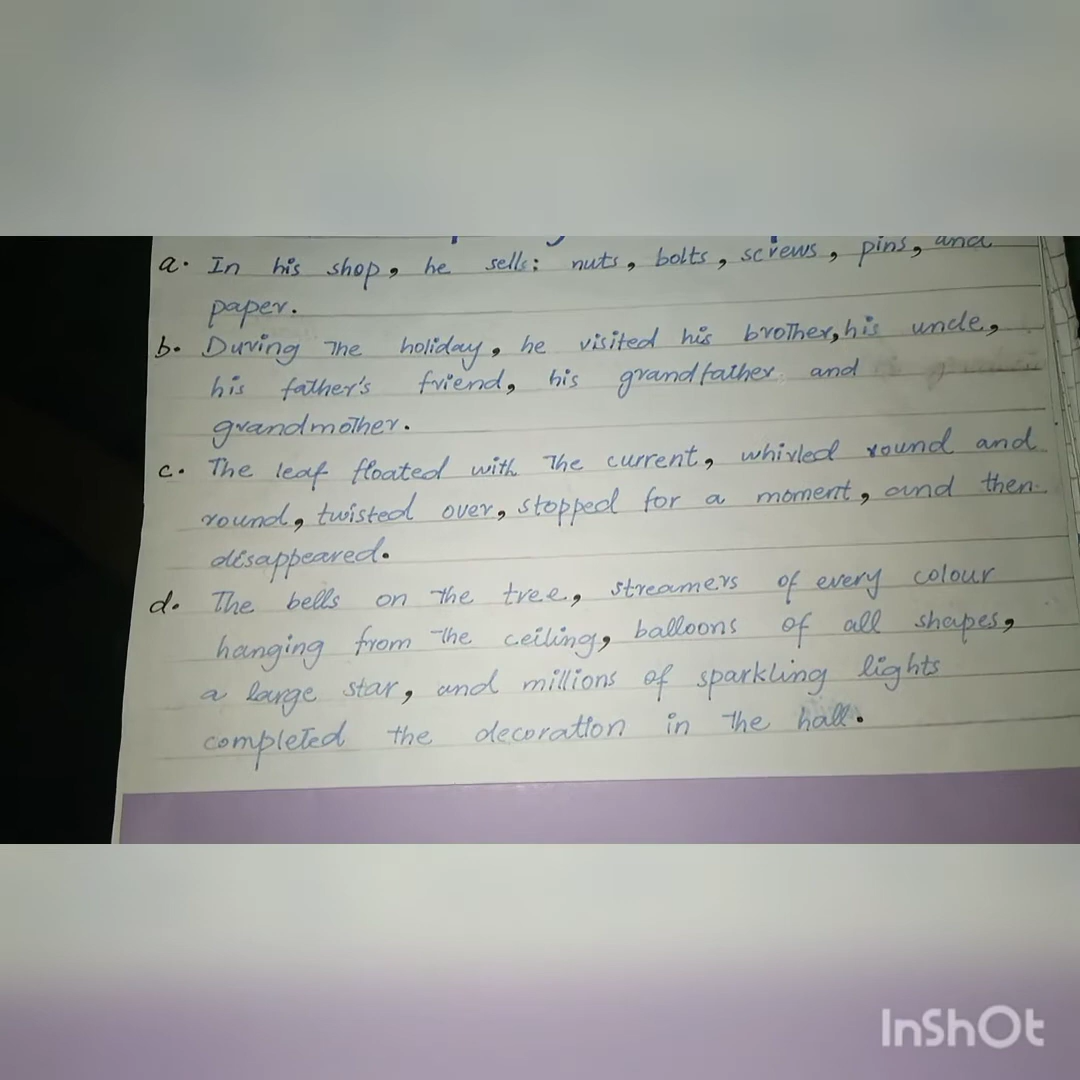 a. In his shop, he sells: nuts, bolts, screws, pins, and
paper.
b. During the holiday, he visited his brother, his uncle,
his father's friend, his grandfather and
grandmother.
c. The leaf floated with the current, whirled round and
round, twisted over, stopped for a moment, and then
disappeared.
d. The bells on the tree, streamers of every colour
hanging from the ceiling, balloons of all shapes,
a large star, and millions of sparkling lights
completed the decoration in the hall.
InShOt